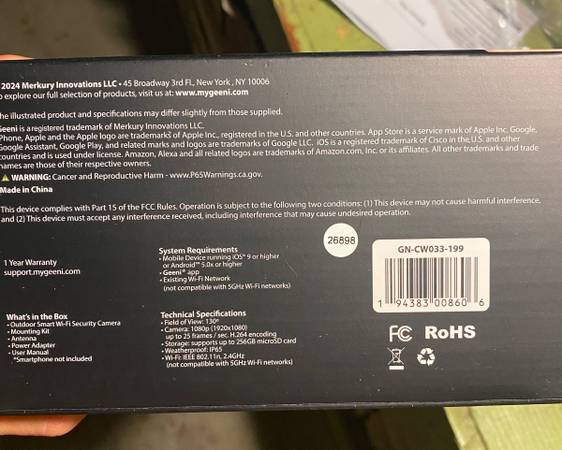 2024 Merkury Innovations LLC • 45 Broadway 3rd Fl., New York , NY 10006
o explore our full selection of products, visit us at: www.mygeeni.com
he illustrated product and specifications may differ slightly from those supplied.
Geeni is a registered trademark of Merkury Innovations LLC.
Phone, Apple and the Apple logo are trademarks of Apple Inc., registered in the U.S. and other countries. App Store is a service mark of Apple Inc. Google,
Google Assistant, Google Play, and related marks and logos are trademarks of Google LLC. iOS is a registered trademark of Cisco in the U.S. and other
countries and is used under license. Amazon, Alexa and all related logos are trademarks of Amazon.com, Inc. or its affiliates. All other trademarks and trade
names are those of their respective owners.
⚠ WARNING: Cancer and Reproductive Harm - www.P65Warnings.ca.gov.
Made in China
This device complies with Part 15 of the FCC Rules. Operation is subject to the following two conditions: (1) This device may not cause harmful interference,
and (2) This device must accept any interference received, including interference that may cause undesired operation.
1 Year Warranty
support.mygeeni.com
What's in the Box
• Outdoor Smart Wi-Fi Security Camera
• Mounting Kit
• Antenna
• Power Adapter
• User Manual
*Smartphone not included
System Requirements
• Mobile Device running iOS® 9 or higher
or Android™ 5.0x or higher
• Geeni® app
• Existing Wi-Fi Network
(not compatible with 5GHz Wi-Fi networks)
Technical Specifications
• Field of View: 130°
• Camera: 1080p (1920x1080)
up to 25 frames / sec. H.264 encoding
• Storage: supports up to 256GB microSD card
• Weatherproof: IP65
• Wi-Fi: IEEE 802.11n, 2.4GHz
(not compatible with 5GHz Wi-Fi networks)
26898
GN-CW033-199
1 94383 00860 6
FC RoHS